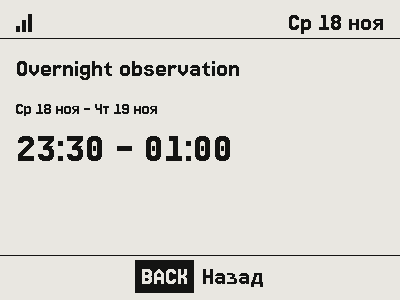 Ср 18 ноя
Overnight observation
Ср 18 ноя – Чт 19 ноя
23:30 – 01:00
BACK Назад